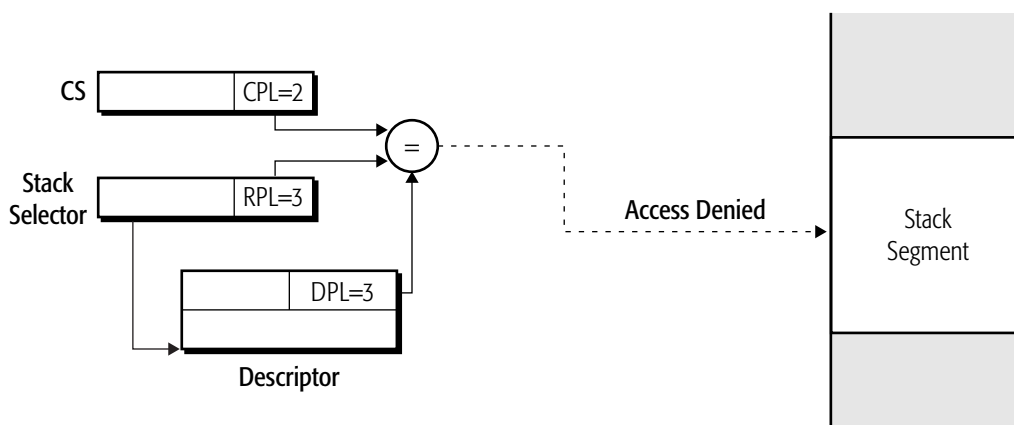 CS
CPL=2
=
Stack
Selector
RPL=3
Access Denied
Stack
Segment
DPL=3
Descriptor